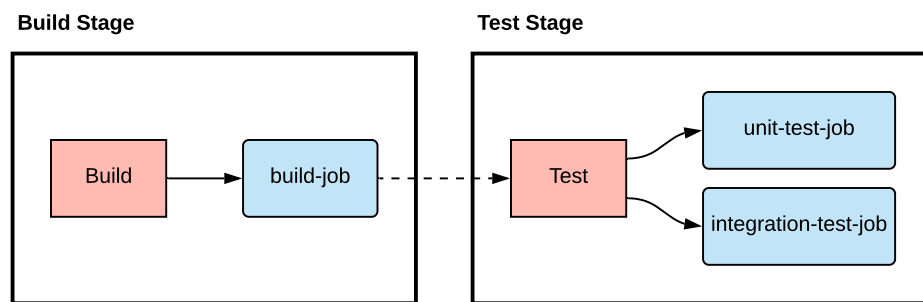 Build Stage
Test Stage
Build
build-job
Test
unit-test-job
integration-test-job